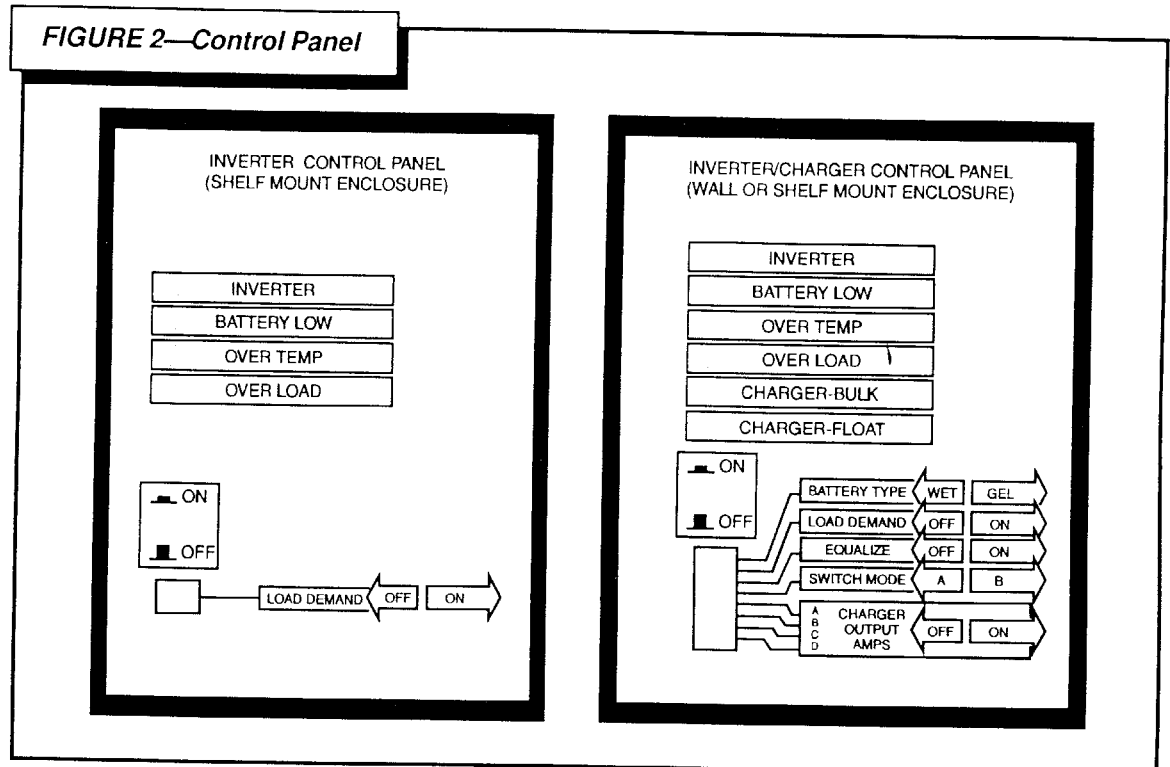 FIGURE 2—Control Panel
INVERTER CONTROL PANEL
(SHELF MOUNT ENCLOSURE)
INVERTER
BATTERY LOW
OVER TEMP
OVER LOAD
ON
OFF
LOAD DEMAND OFF ON
INVERTER/CHARGER CONTROL PANEL
(WALL OR SHELF MOUNT ENCLOSURE)
INVERTER
BATTERY LOW
OVER TEMP
OVER LOAD
CHARGER-BULK
CHARGER-FLOAT
ON
OFF
BATTERY TYPE WET GEL
LOAD DEMAND OFF ON
EQUALIZE OFF ON
SWITCH MODE A B
A
B
C
D
CHARGER
OUTPUT
AMPS
OFF ON